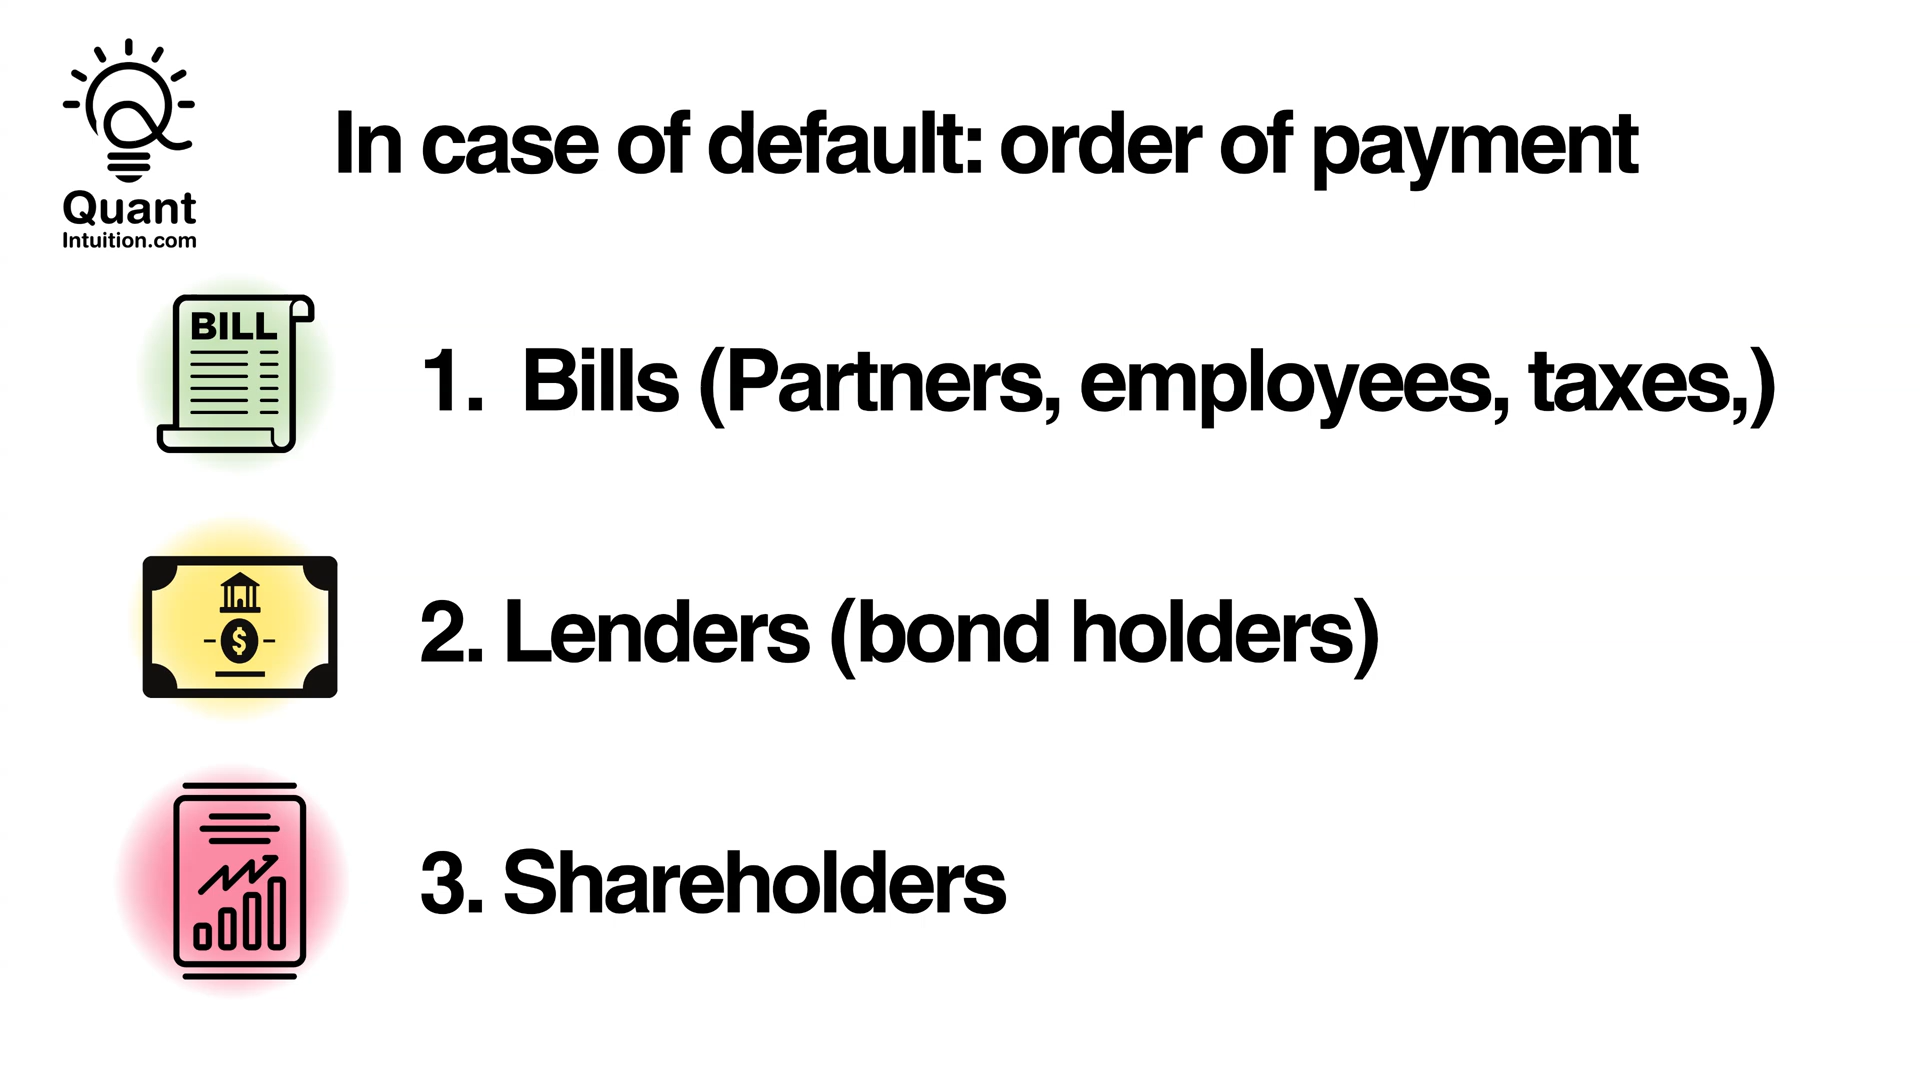 Quant
Intuition.com
In case of default: order of payment
BILL
1. Bills (Partners, employees, taxes,)
$
2. Lenders (bond holders)
3. Shareholders